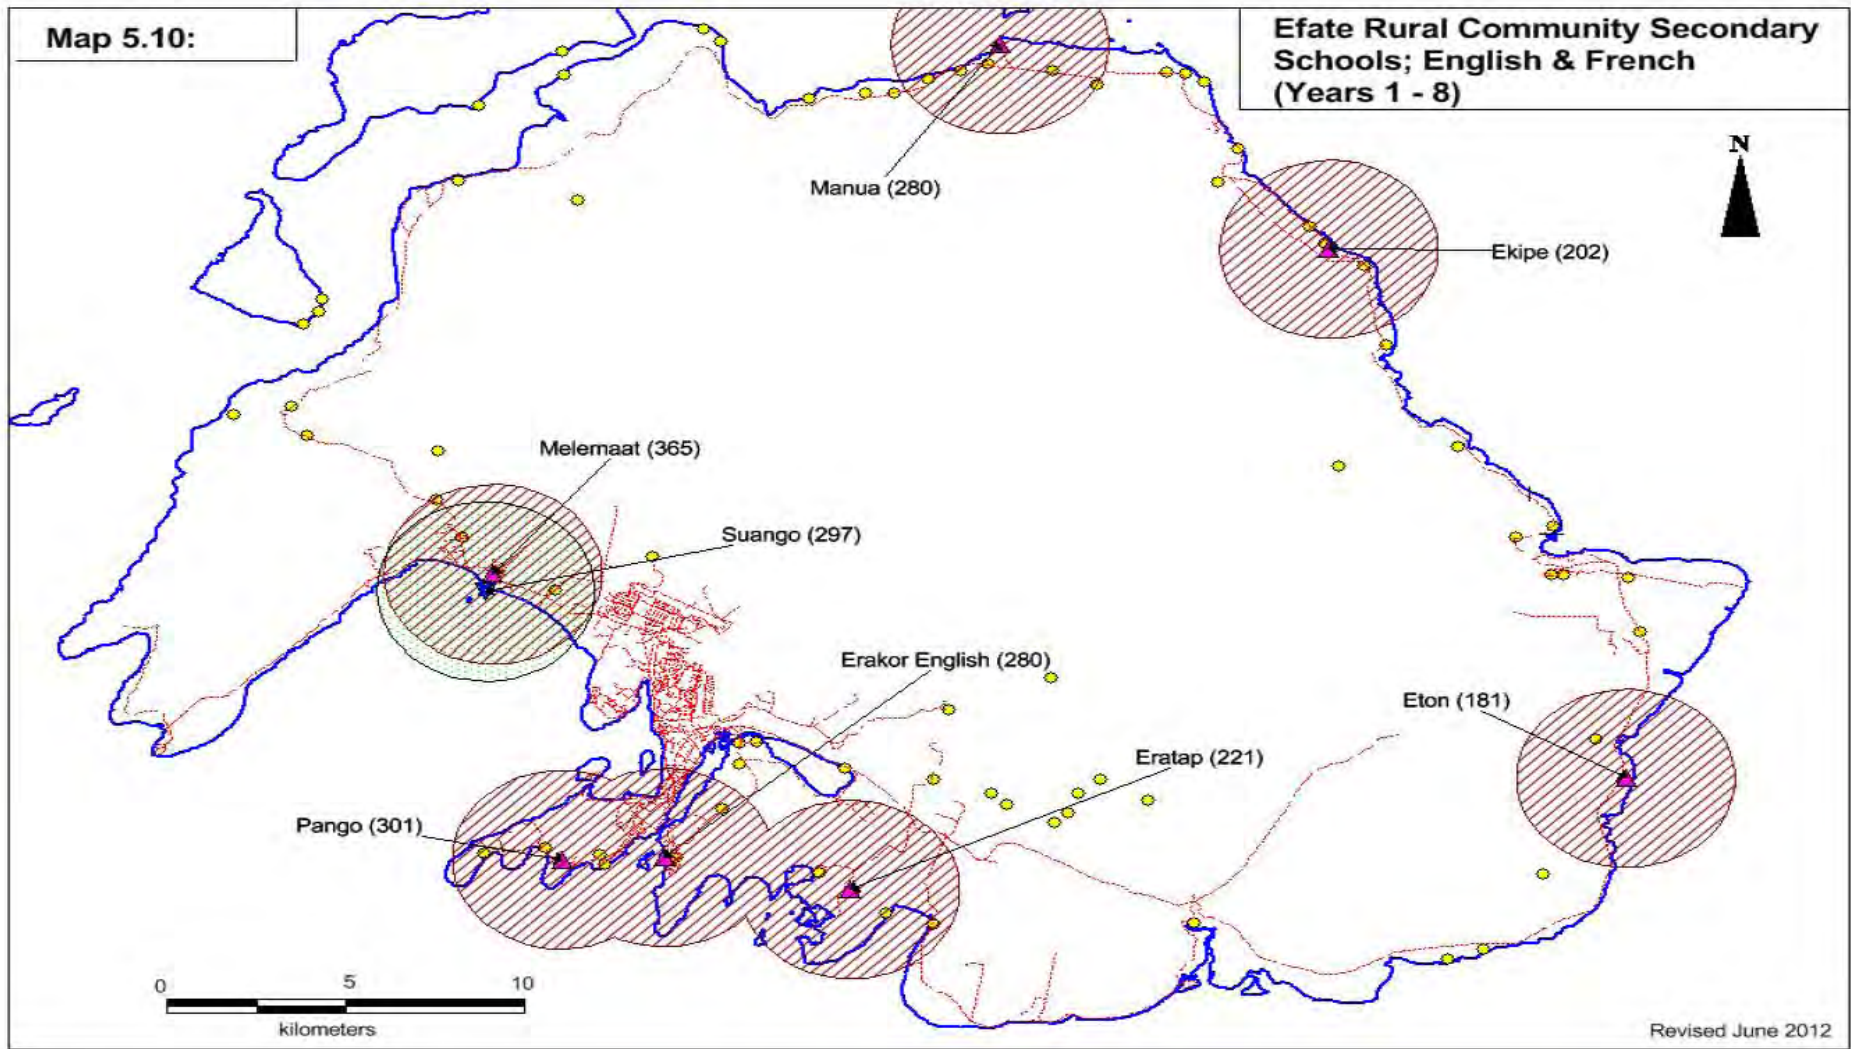 Map 5.10:
Efate Rural Community Secondary
Schools; English & French
(Years 1 - 8)
N
Manua (280)
Ekipe (202)
Melemaat (365)
Suango (297)
Erakor English (280)
Eton (181)
Eratap (221)
Pango (301)
0 5 10
kilometers
Revised June 2012